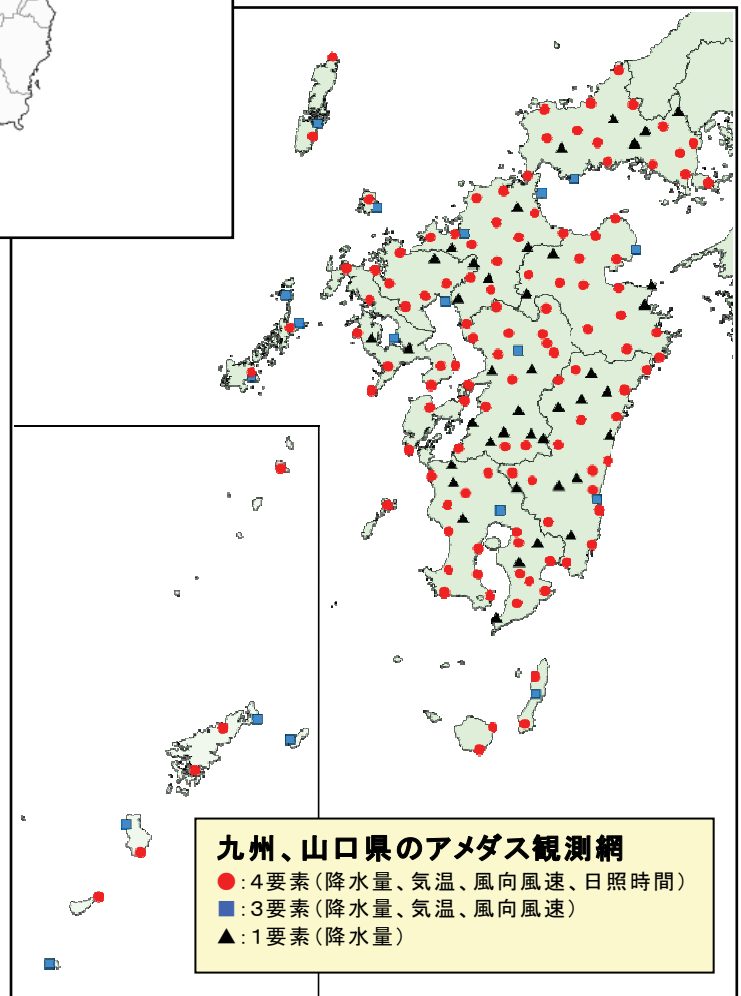 九州、山口県のアメダス観測網
●:4要素(降水量、気温、風向風速、日照時間)
■:3要素(降水量、気温、風向風速)
▲:1要素(降水量)